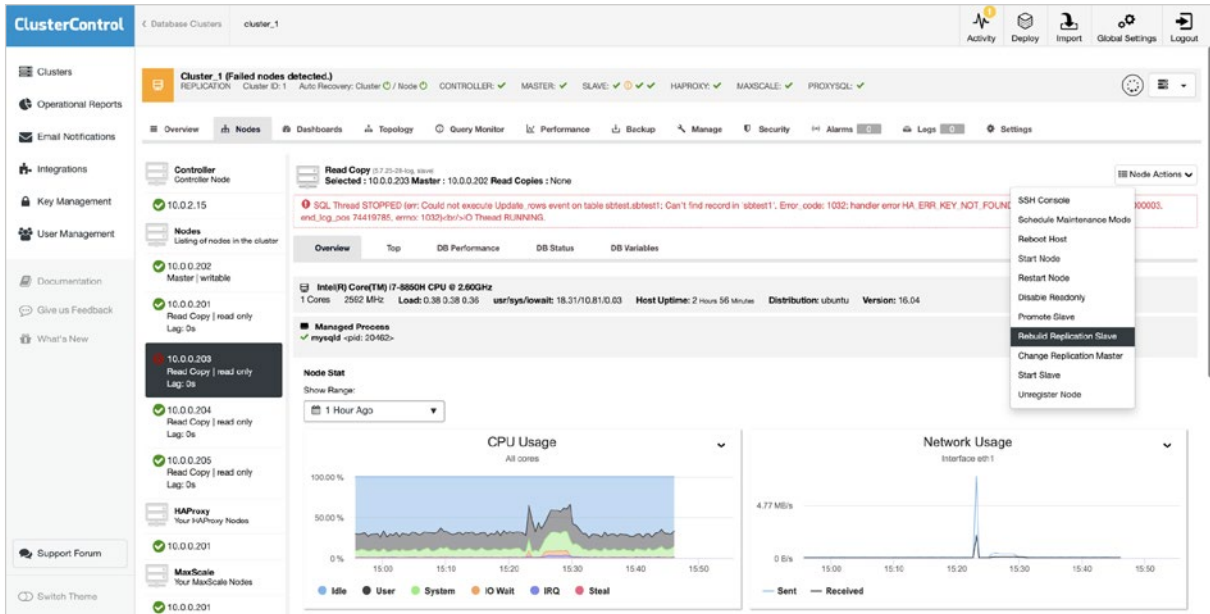 ClusterControl
Database Clusters
cluster_1
1
Activity
Deploy
Import
Global Settings
Logout
Clusters
Operational Reports
Email Notifications
Integrations
Key Management
User Management
Documentation
Give us Feedback
What's New
Support Forum
Switch Theme
Cluster_1 (Failed nodes detected.)
REPLICATION Cluster ID: 1 Auto Recovery: Cluster / Node CONTROLLER: MASTER: SLAVE: HAPROXY: MAXSCALE: PROXYSQL:
Overview Nodes Dashboards Topology Query Monitor Performance Backup Manage Security Alarms 0 Logs 0 Settings
Controller
Controller Node
10.0.2.15
Nodes
Listing of nodes in the cluster
10.0.0.202
Master | writable
10.0.0.201
Read Copy | read only
Lag: 0s
10.0.0.203
Read Copy | read only
Lag: 0s
10.0.0.204
Read Copy | read only
Lag: 0s
10.0.0.205
Read Copy | read only
Lag: 0s
HAProxy
Your HAProxy Nodes
10.0.0.201
MaxScale
Your MaxScale Nodes
10.0.0.201
Read Copy (5.7.25-28-log, slave)
Selected : 10.0.0.203 Master : 10.0.0.202 Read Copies : None
Node Actions
SQL Thread STOPPED (err: Could not execute Update_rows event on table sbtest.sbtest1; Can't find record in 'sbtest1', Error_code: 1032; handler error HA_ERR_KEY_NOT_FOUND
end_log_pos 74419785, errno: 1032)<br/>IO Thread RUNNING.
SSH Console
Schedule Maintenance Mode
Reboot Host
Start Node
Restart Node
Disable Readonly
Promote Slave
Rebuild Replication Slave
Change Replication Master
Start Slave
Unregister Node
Overview Top DB Performance DB Status DB Variables
Intel(R) Core(TM) i7-8850H CPU @ 2.60GHz
1 Cores 2592 MHz Load: 0.38 0.38 0.36 usr/sys/iowait: 18.31/10.81/0.03 Host Uptime: 2 Hours 56 Minutes Distribution: ubuntu Version: 16.04
Managed Process
mysqld <pid: 20462>
Node Stat
Show Range:
1 Hour Ago
CPU Usage
All cores
100.00 %
50.00 %
0 %
15:00 15:10 15:20 15:30 15:40 15:50
Idle User System IO Wait IRQ Steal
Network Usage
Interface eth1
4.77 MB/s
0 B/s
15:00 15:10 15:20 15:30 15:40 15:50
Sent Received